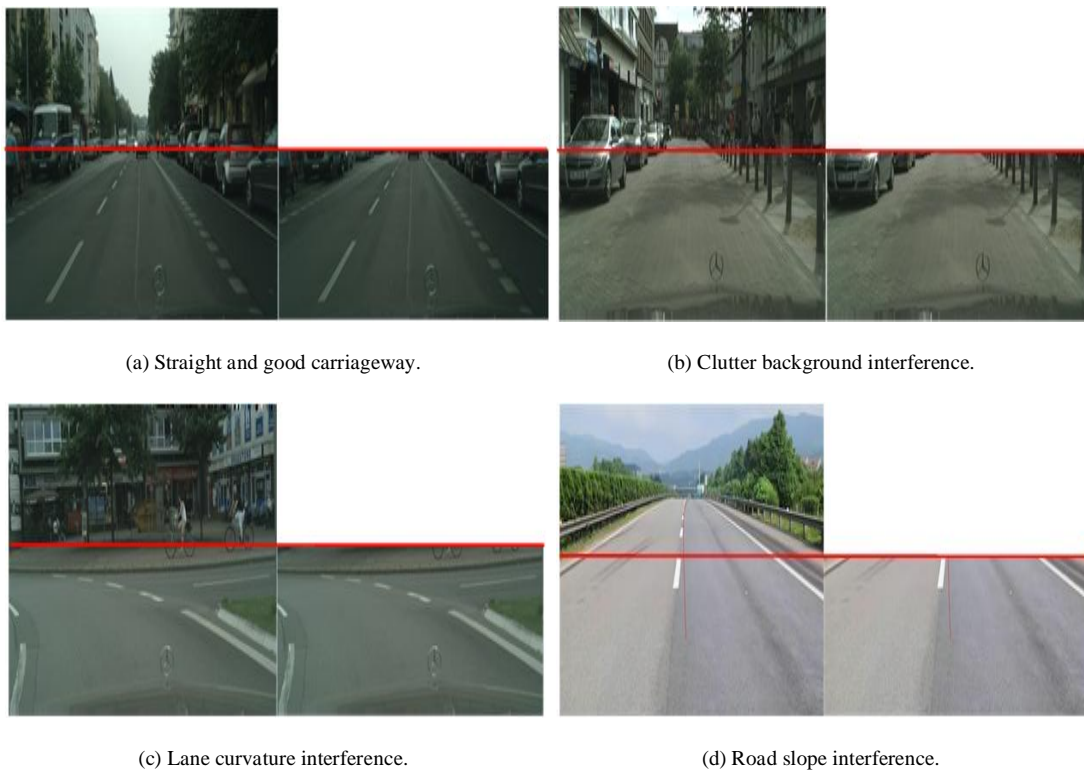 (a) Straight and good carriageway.
(b) Clutter background interference.
(c) Lane curvature interference.
(d) Road slope interference.